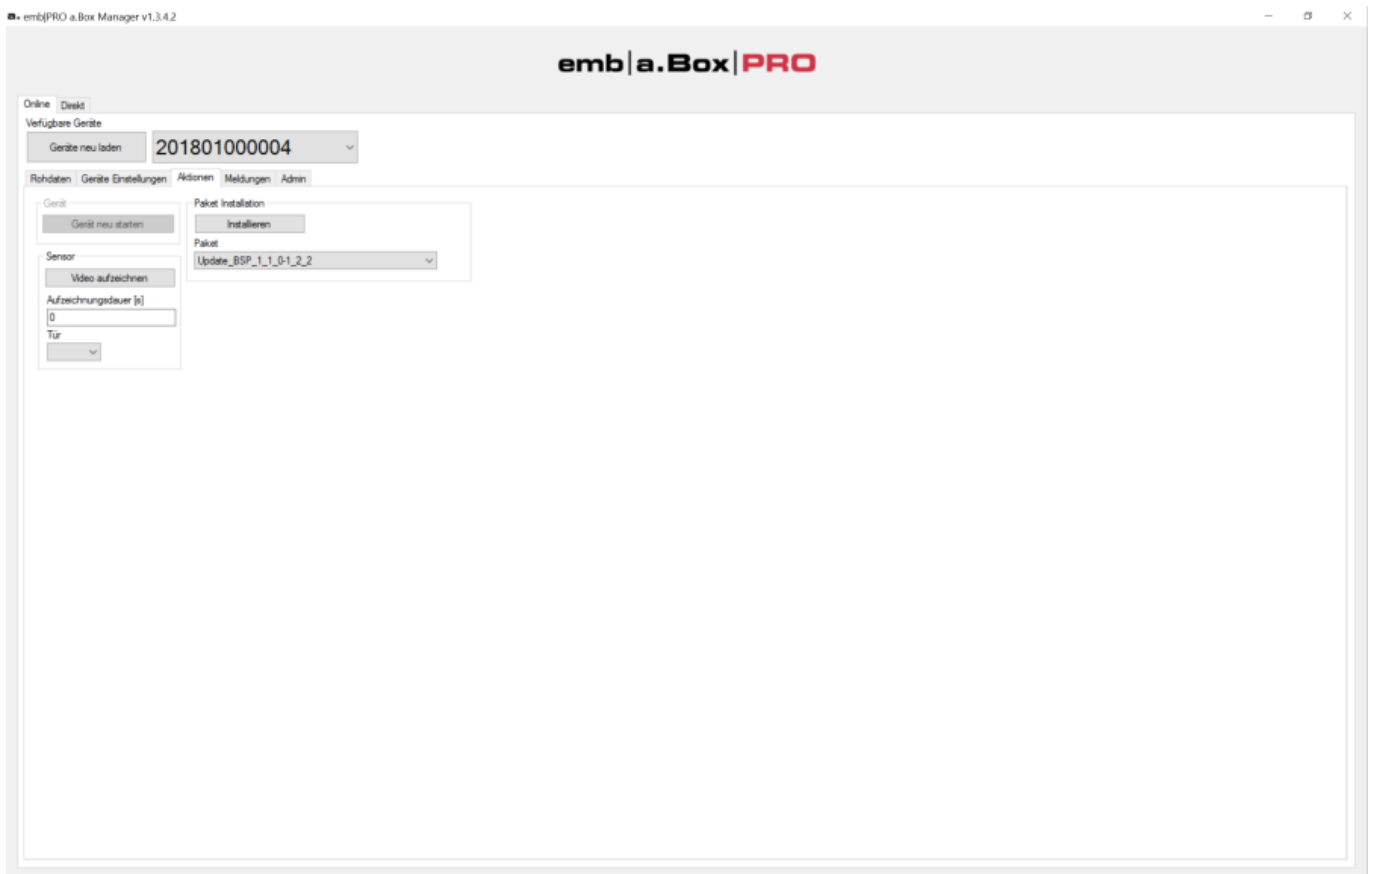 a. emb|PRO a.Box Manager v1.3.4.2
emb|a.Box|PRO
Online Direkt
Verfügbare Geräte
Geräte neu laden 201801000004
Rohdaten Geräte Einstellungen Aktionen Meldungen Admin
Gerät
Gerät neu starten
Sensor
Video aufzeichnen
Aufzeichnungsdauer [s]
0
Tür
Paket Installation
Installieren
Paket
Update_BSP_1_1_0-1_2_2